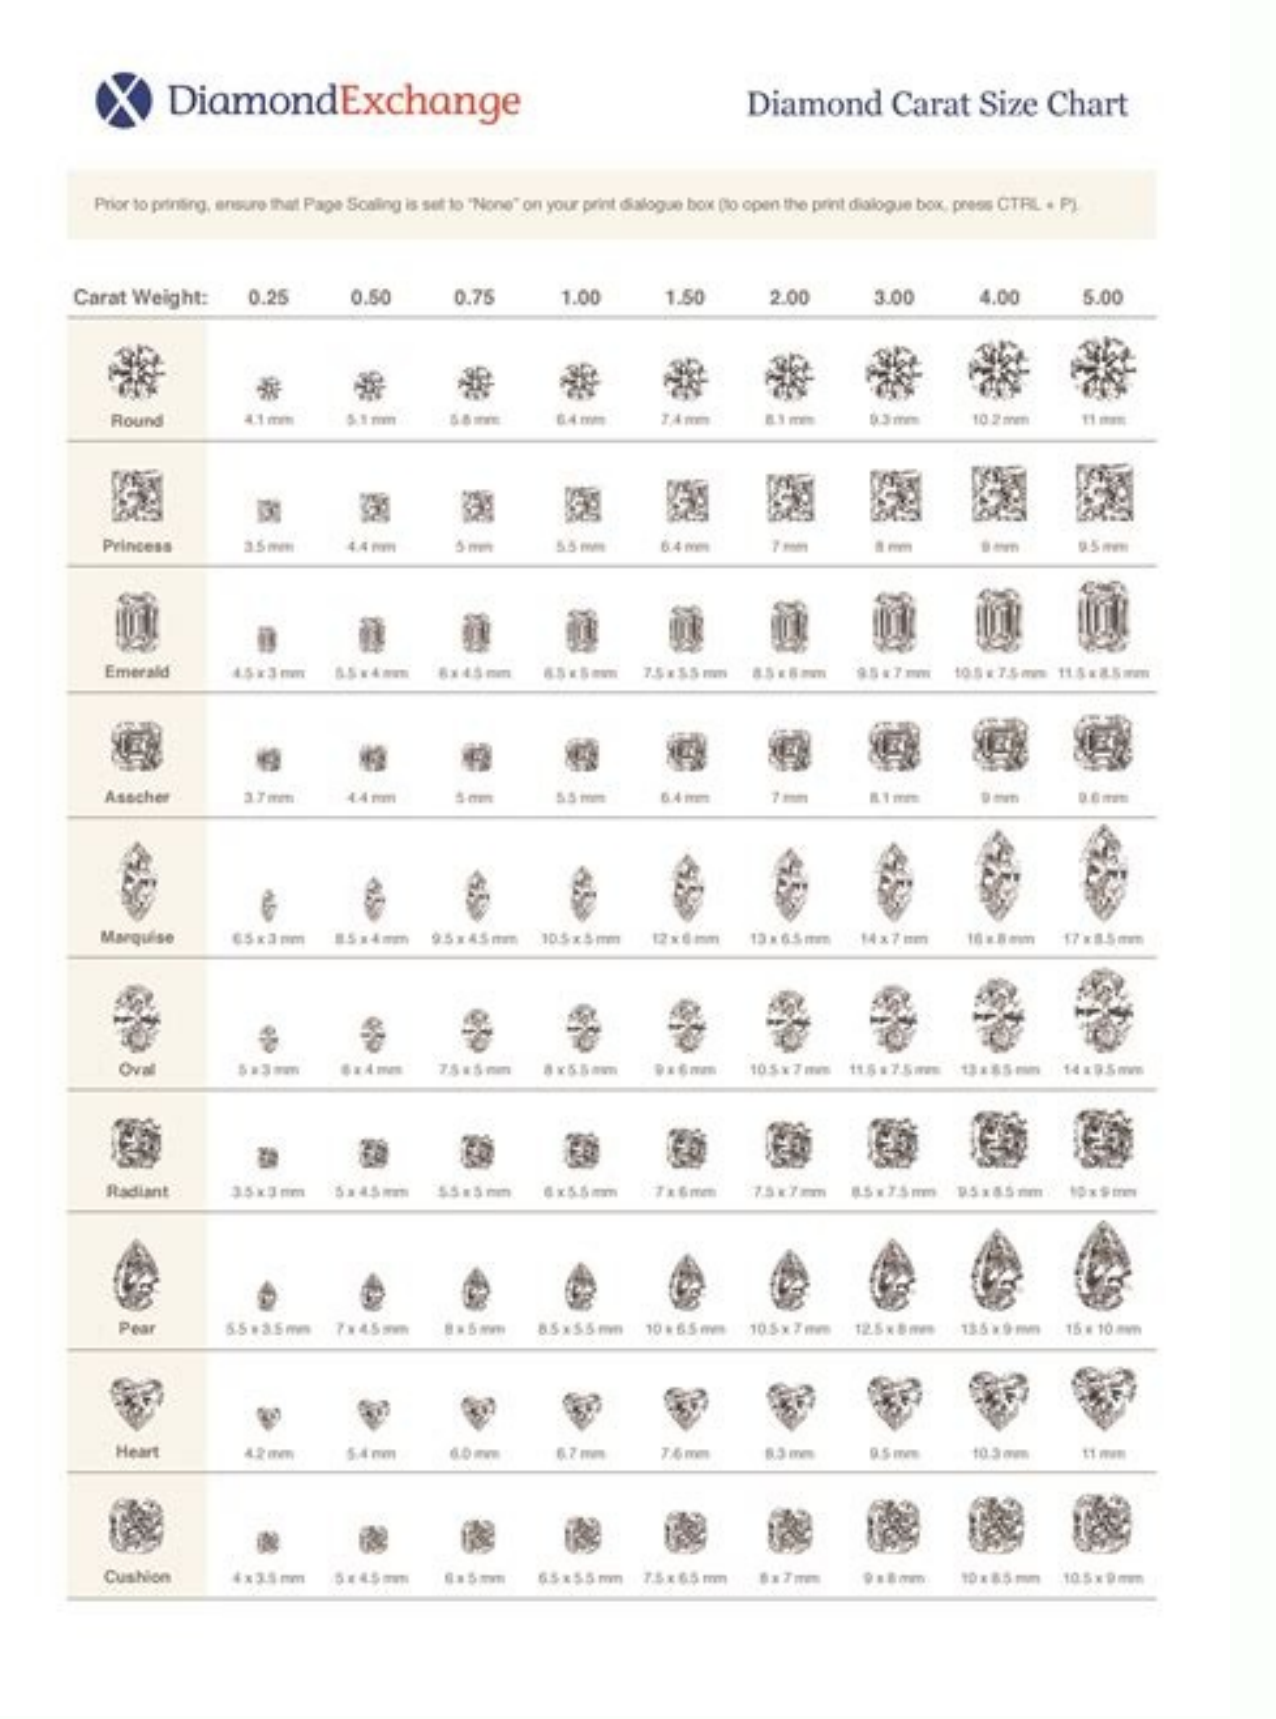 DiamondExchange
Diamond Carat Size Chart
Prior to printing, ensure that Page Scaling is set to "None" on your print dialogue box (to open the print dialogue box, press CTRL + P).
Carat Weight: 0.25 0.50 0.75 1.00 1.50 2.00 3.00 4.00 5.00
Round 4.1 mm 5.1 mm 5.8 mm 6.4 mm 7.4 mm 8.1 mm 9.3 mm 10.2 mm 11 mm
Princess 3.5 mm 4.4 mm 5 mm 5.5 mm 6.4 mm 7 mm 8 mm 9 mm 9.5 mm
Emerald 4.5 x 3 mm 5.5 x 4 mm 6 x 4.5 mm 6.5 x 5 mm 7.5 x 5.5 mm 8.5 x 6 mm 9.5 x 7 mm 10.5 x 7.5 mm 11.5 x 8.5 mm
Asscher 3.7 mm 4.4 mm 5 mm 5.5 mm 6.4 mm 7 mm 8.1 mm 9 mm 9.6 mm
Marquise 6.5 x 3 mm 8.5 x 4 mm 9.5 x 4.5 mm 10.5 x 5 mm 12 x 6 mm 13 x 6.5 mm 14 x 7 mm 16 x 8 mm 17 x 8.5 mm
Oval 5 x 3 mm 6 x 4 mm 7.5 x 5 mm 8 x 5.5 mm 9 x 6 mm 10.5 x 7 mm 11.5 x 7.5 mm 13 x 8.5 mm 14 x 9.5 mm
Radiant 3.5 x 3 mm 5 x 4.5 mm 5.5 x 5 mm 6 x 5.5 mm 7 x 6 mm 7.5 x 7 mm 8.5 x 7.5 mm 9.5 x 8.5 mm 10 x 9 mm
Pear 5.5 x 3.5 mm 7 x 4.5 mm 8 x 5 mm 8.5 x 5.5 mm 10 x 6.5 mm 10.5 x 7 mm 12.5 x 8 mm 13.5 x 9 mm 15 x 10 mm
Heart 4.2 mm 5.4 mm 6.0 mm 6.7 mm 7.6 mm 8.3 mm 9.5 mm 10.3 mm 11 mm
Cushion 4 x 3.5 mm 5 x 4.5 mm 6 x 5 mm 6.5 x 5.5 mm 7.5 x 6.5 mm 8 x 7 mm 9 x 8 mm 10 x 8.5 mm 10.5 x 9 mm